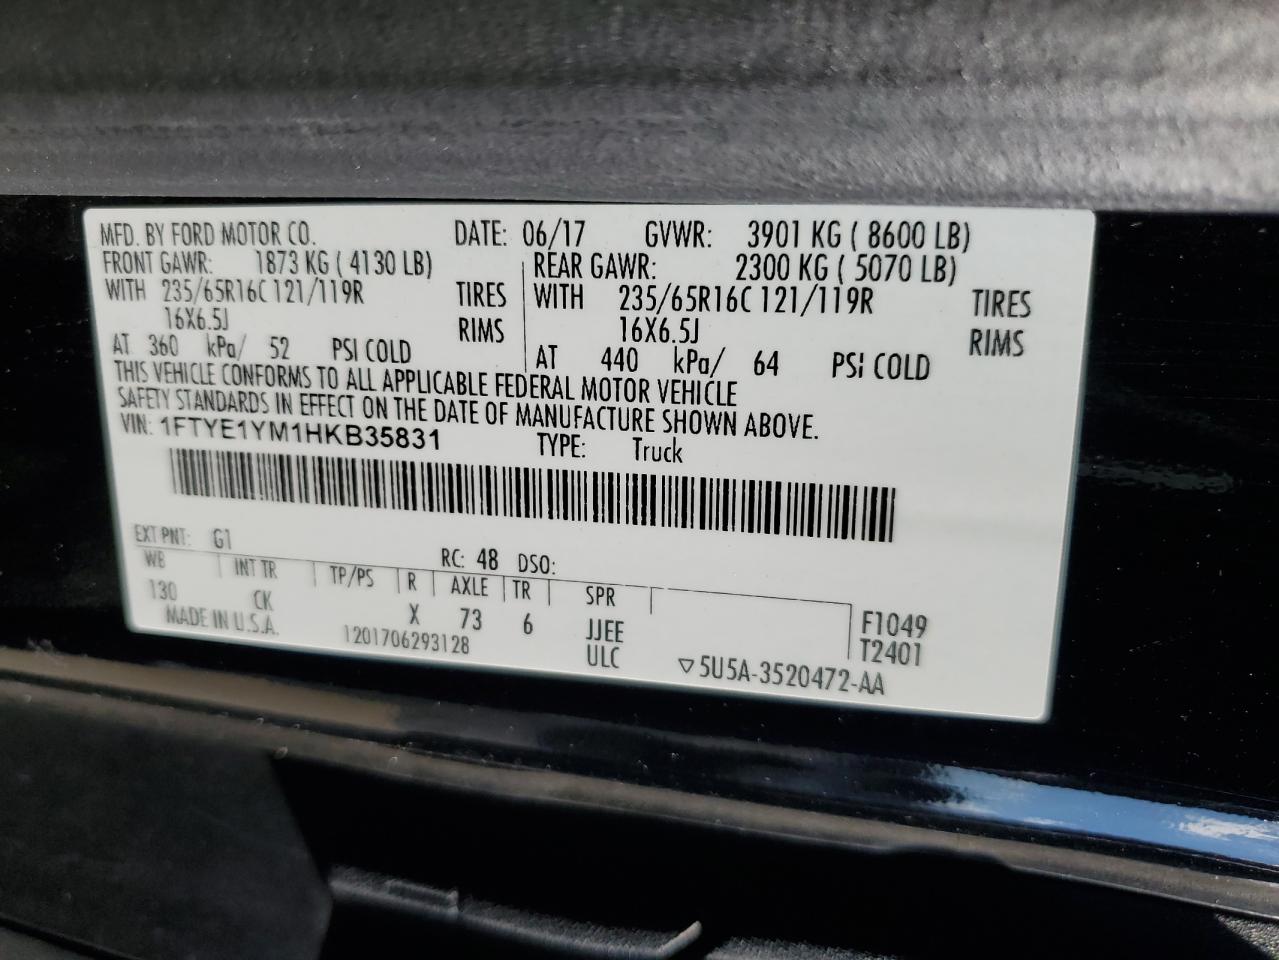 MFD. BY FORD MOTOR CO. DATE: 06/17 GVWR: 3901 KG ( 8600 LB)
FRONT GAWR: 1873 KG ( 4130 LB) REAR GAWR: 2300 KG ( 5070 LB)
WITH 235/65R16C 121/119R TIRES WITH 235/65R16C 121/119R TIRES
16X6.5J RIMS 16X6.5J RIMS
AT 360 kPa/ 52 PSI COLD AT 440 kPa/ 64 PSI COLD
THIS VEHICLE CONFORMS TO ALL APPLICABLE FEDERAL MOTOR VEHICLE
SAFETY STANDARDS IN EFFECT ON THE DATE OF MANUFACTURE SHOWN ABOVE.
VIN: 1FTYE1YM1HKB35831 TYPE: Truck
EXT PNT: G1 RC: 48 DSO:
WB INT TR TP/PS R AXLE TR SPR
130 CK X 73 6 JJEE F1049
MADE IN U.S.A. 1201706293128 ULC T2401
▽5U5A-3520472-AA